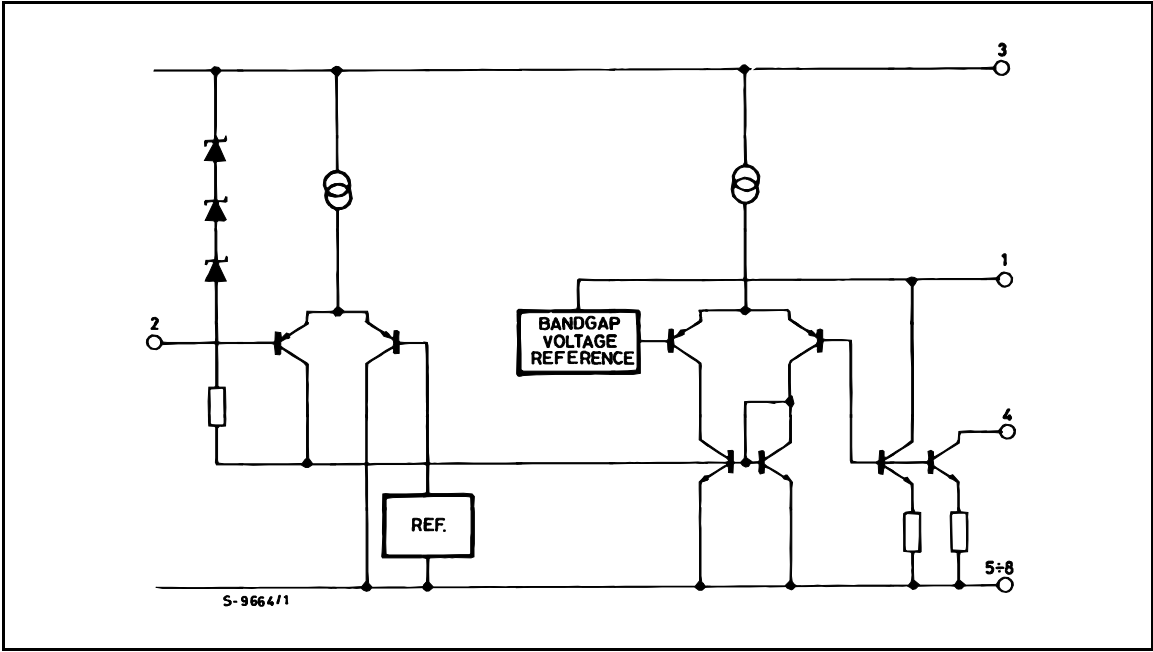 3
1
2
BANDGAP
VOLTAGE
REFERENCE
4
REF.
5÷8
S-9664/1